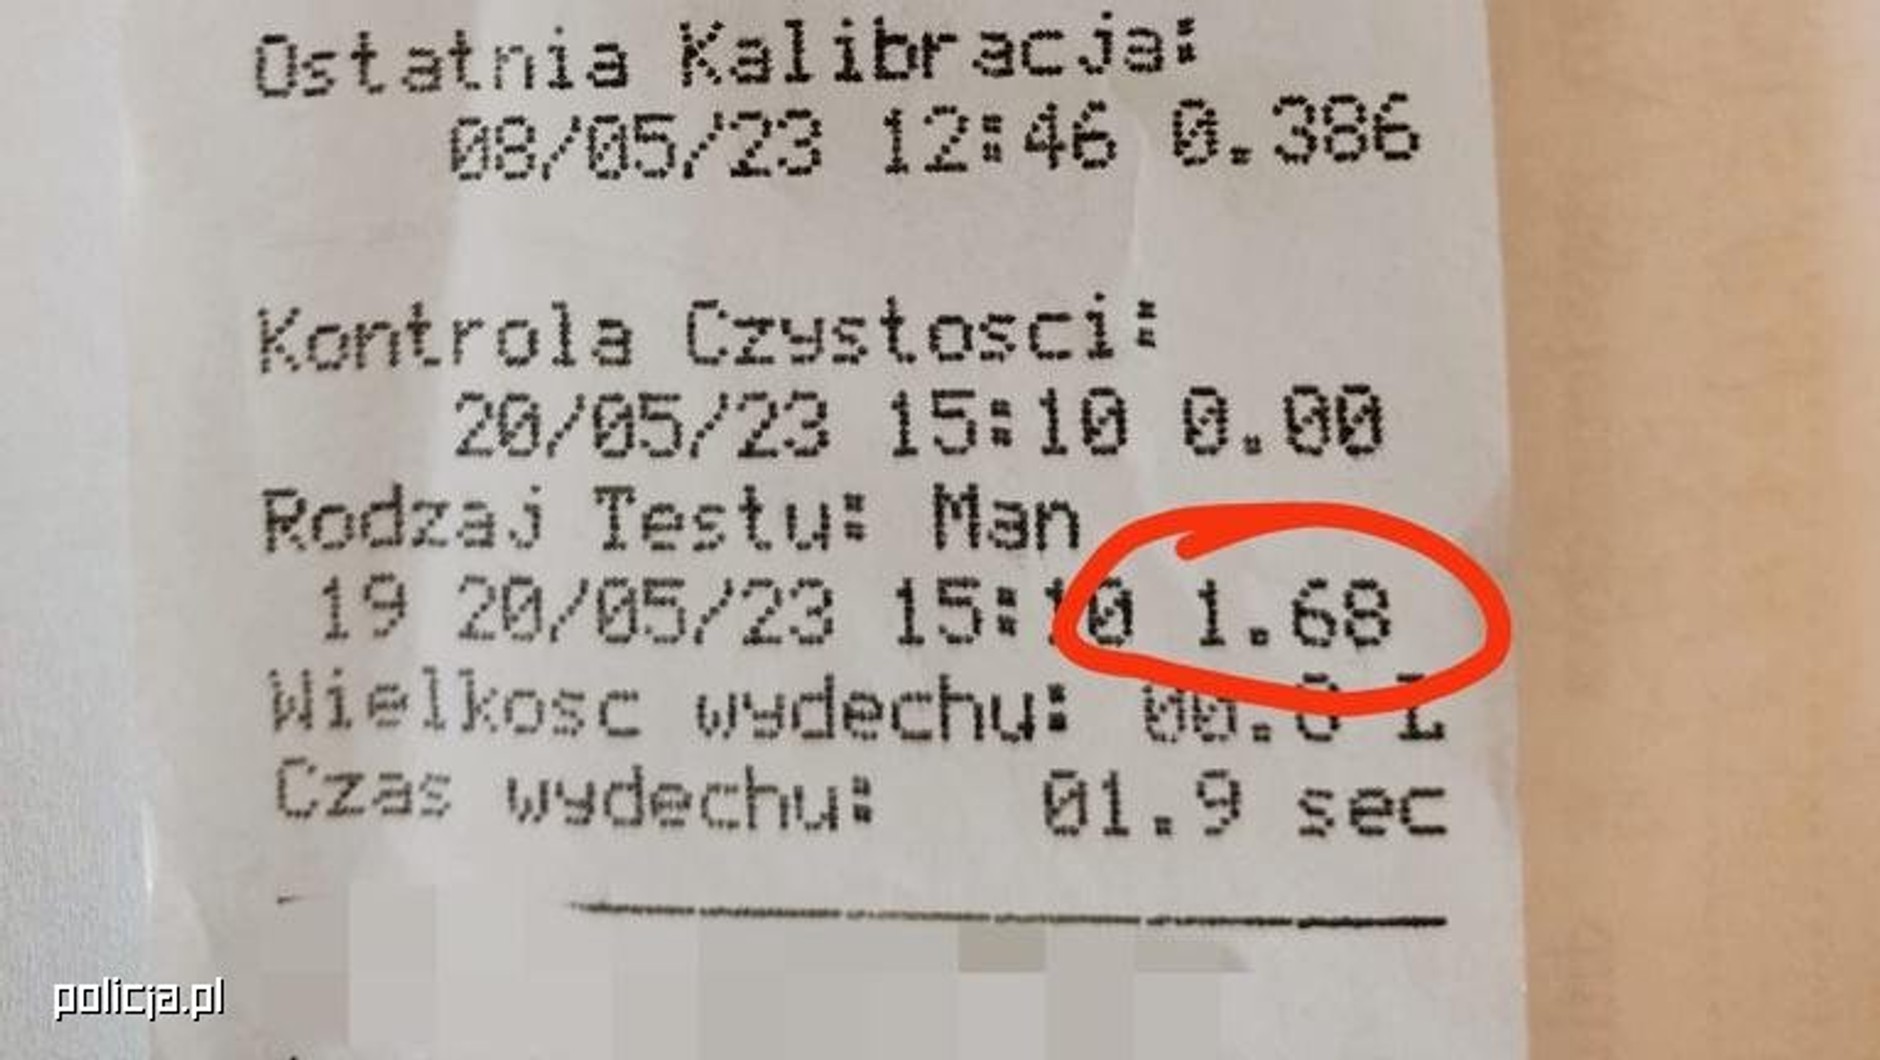 Ostatnia Kalibracja:
08/05/23 12:46 0.386
Kontrola Czystosci:
20/05/23 15:10 0.00
Rodzaj Testu: Man
19 20/05/23 15:10 1.68
Wielkosc wydechu: L
Czas wydechu: 01.9 sec
policja.pl